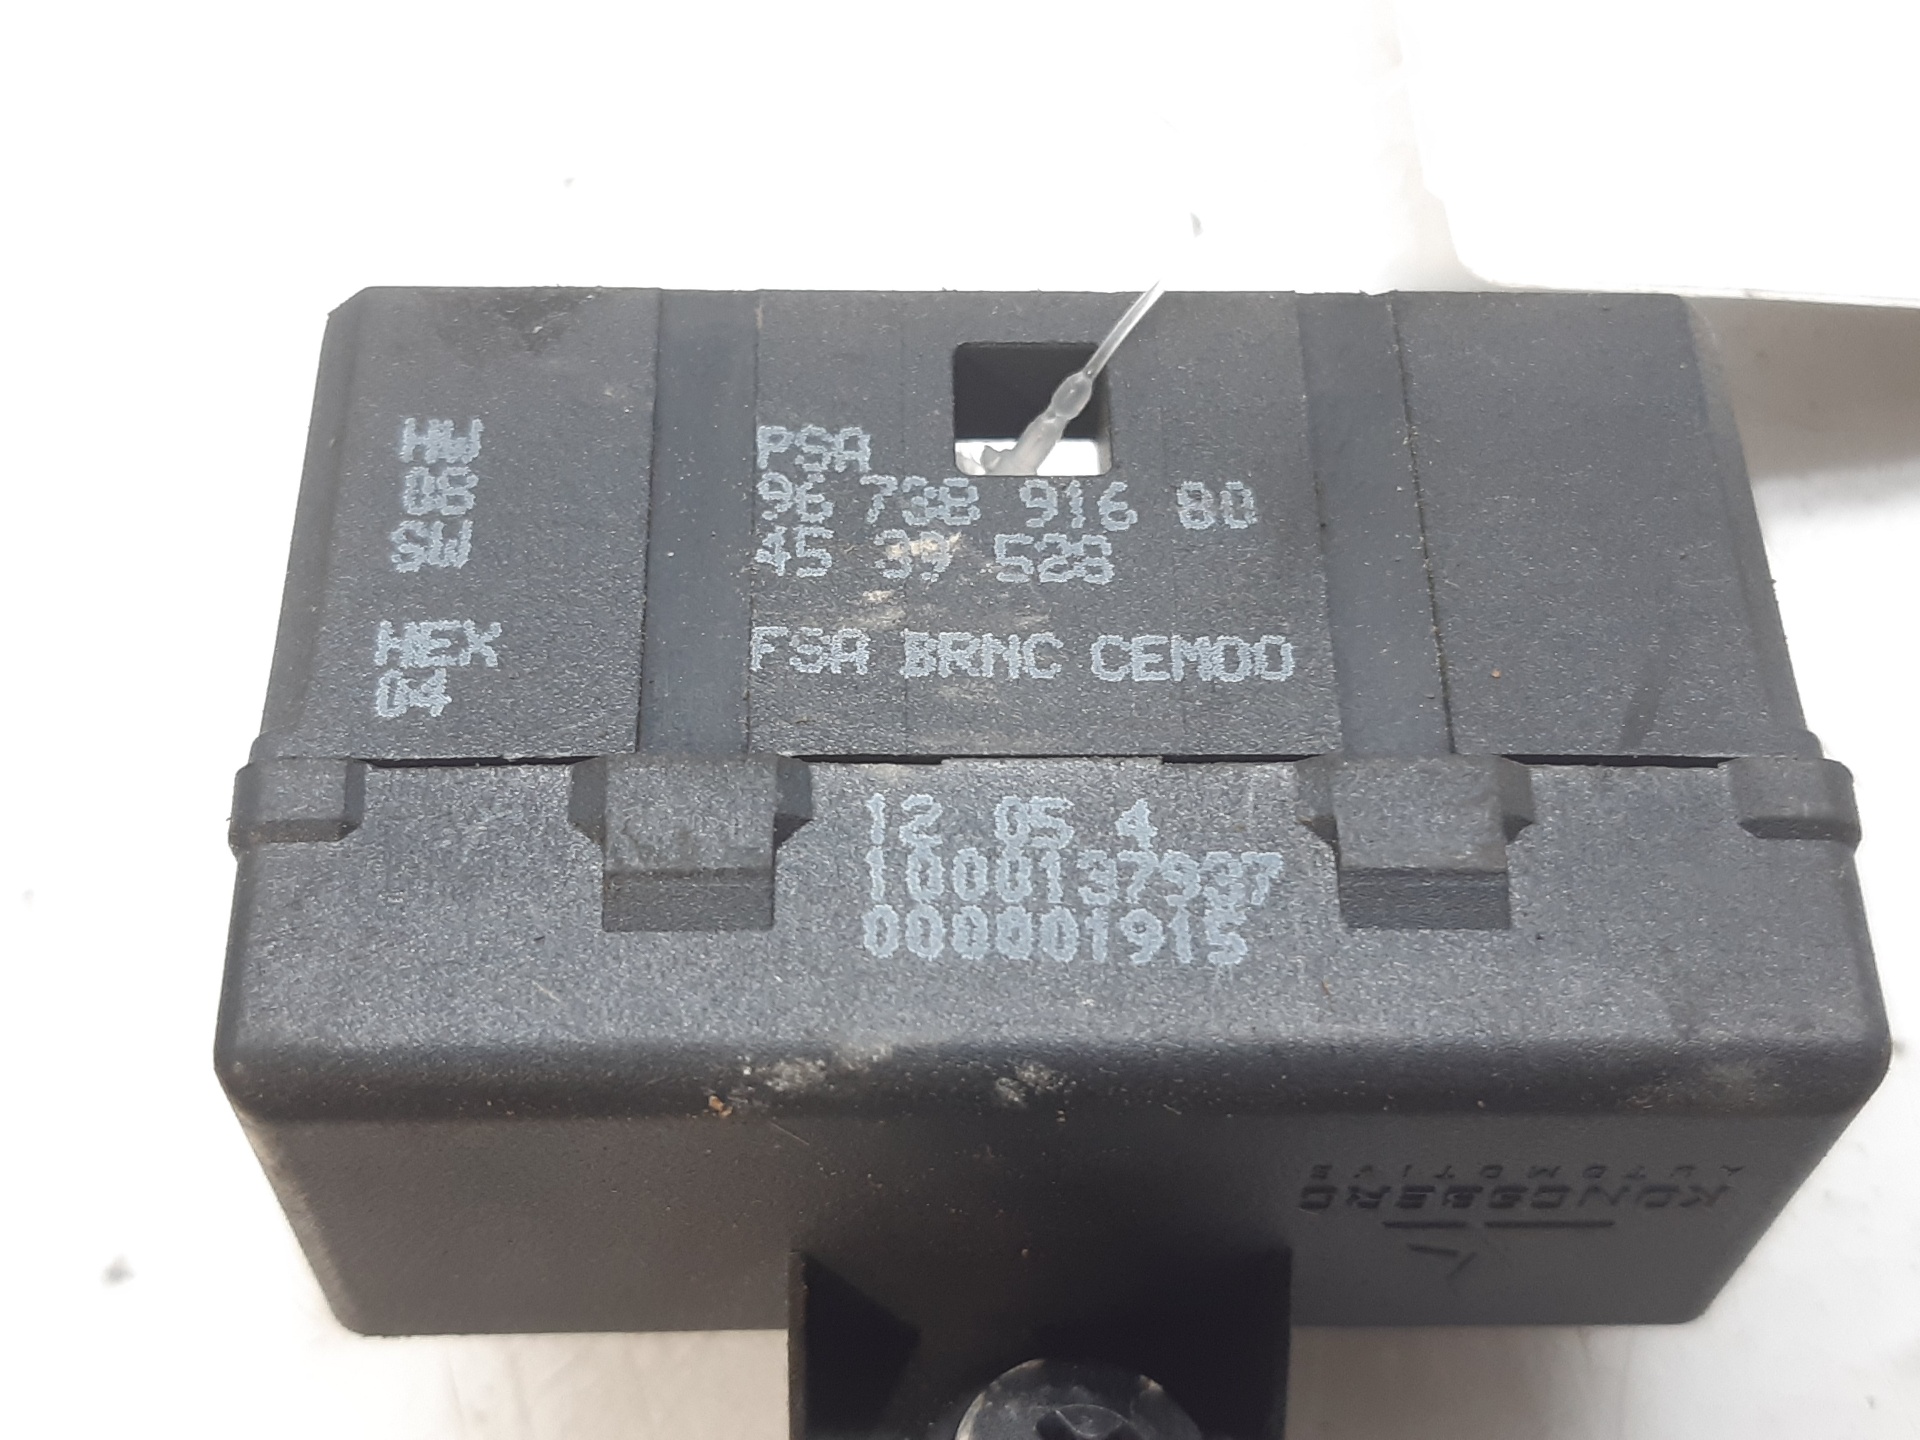 HW
08
SW
HEX
04
PSA
96 738 916 80
45 39 528
FSA BRNC CEM00
12 05 4
1000137937
000001915
KONGSBERG
AUTOMOTIVE